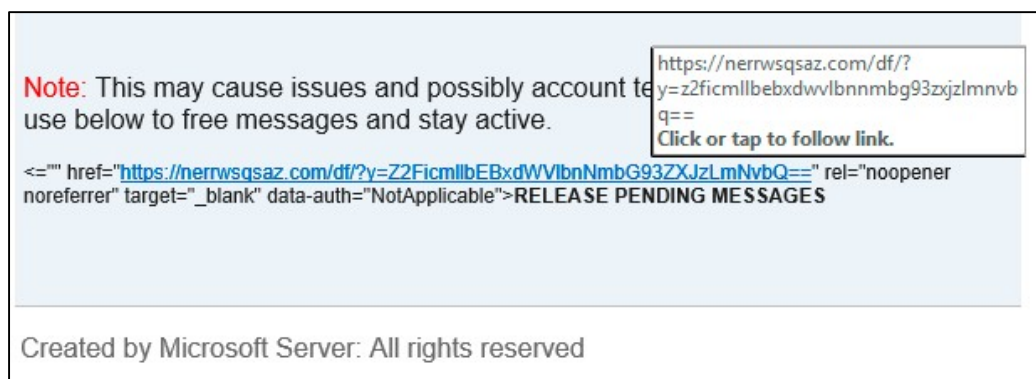 Note: This may cause issues and possibly account te
use below to free messages and stay active.
https://nerrwsqsaz.com/df/?
y=z2ficmllbebxdwvlbnnmbg93zxjzlmnvb
q==
Click or tap to follow link.
<="" href="https://nerrwsqsaz.com/df/?y=Z2FicmllbEBxdWVlbnNmbG93ZXJzLmNvbQ==" rel="noopener
noreferrer" target="_blank" data-auth="NotApplicable">RELEASE PENDING MESSAGES
Created by Microsoft Server: All rights reserved